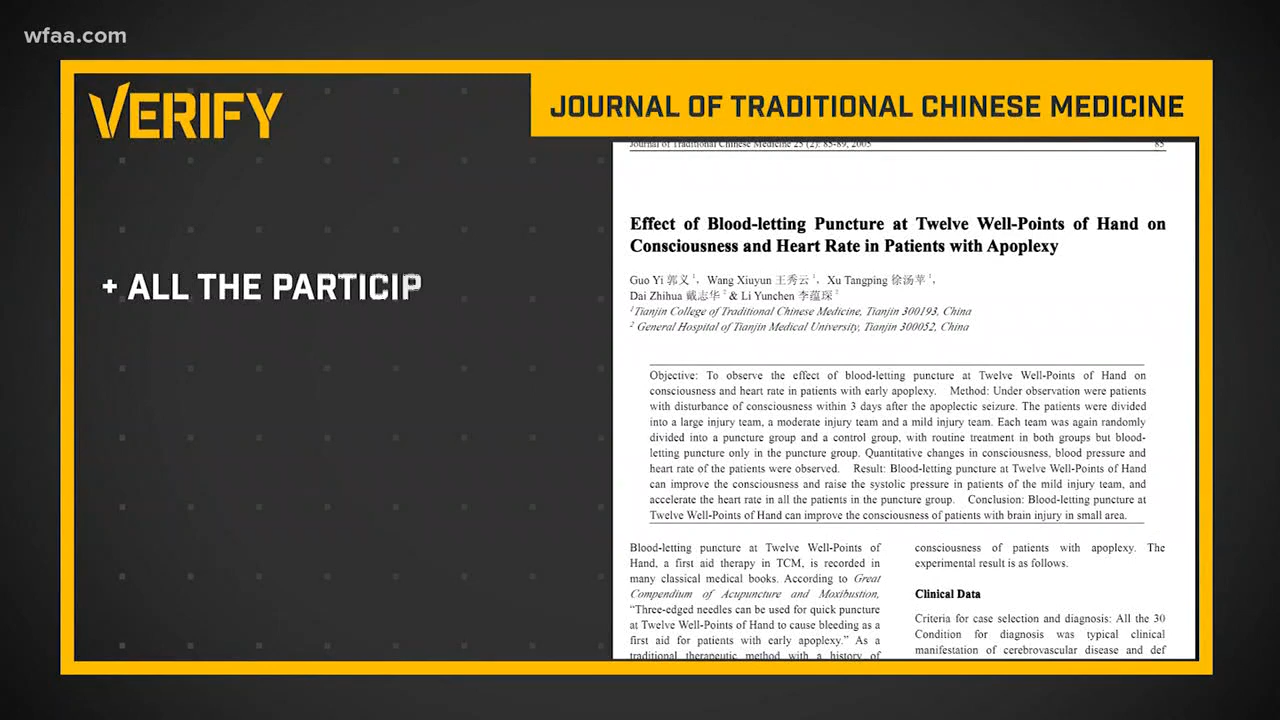 wfaa.com
VERIFY
JOURNAL OF TRADITIONAL CHINESE MEDICINE
+ ALL THE PARTICIP
Journal of Traditional Chinese Medicine 25 (2): 85-89, 2005 85
Effect of Blood-letting Puncture at Twelve Well-Points of Hand on
Consciousness and Heart Rate in Patients with Apoplexy
Guo Yi 郭义 1, Wang Xiuyun 王秀云 1, Xu Tangping 徐汤苹 1,
Dai Zhihua 戴志华 2 & Li Yunchen 李蕴琛 2
1 Tianjin College of Traditional Chinese Medicine, Tianjin 300193, China
2 General Hospital of Tianjin Medical University, Tianjin 300052, China
Objective: To observe the effect of blood-letting puncture at Twelve Well-Points of Hand on
consciousness and heart rate in patients with early apoplexy. Method: Under observation were patients
with disturbance of consciousness within 3 days after the apoplectic seizure. The patients were divided
into a large injury team, a moderate injury team and a mild injury team. Each team was again randomly
divided into a puncture group and a control group, with routine treatment in both groups but blood-
letting puncture only in the puncture group. Quantitative changes in consciousness, blood pressure and
heart rate of the patients were observed. Result: Blood-letting puncture at Twelve Well-Points of Hand
can improve the consciousness and raise the systolic pressure in patients of the mild injury team, and
accelerate the heart rate in all the patients in the puncture group. Conclusion: Blood-letting puncture at
Twelve Well-Points of Hand can improve the consciousness of patients with brain injury in small area.
Blood-letting puncture at Twelve Well-Points of
Hand, a first aid therapy in TCM, is recorded in
many classical medical books. According to Great
Compendium of Acupuncture and Moxibustion,
“Three-edged needles can be used for quick puncture
at Twelve Well-Points of Hand to cause bleeding as a
first aid for patients with early apoplexy.” As a
traditional therapeutic method with a history of
consciousness of patients with apoplexy. The
experimental result is as follows.
Clinical Data
Criteria for case selection and diagnosis: All the 30
Condition for diagnosis was typical clinical
manifestation of cerebrovascular disease and def